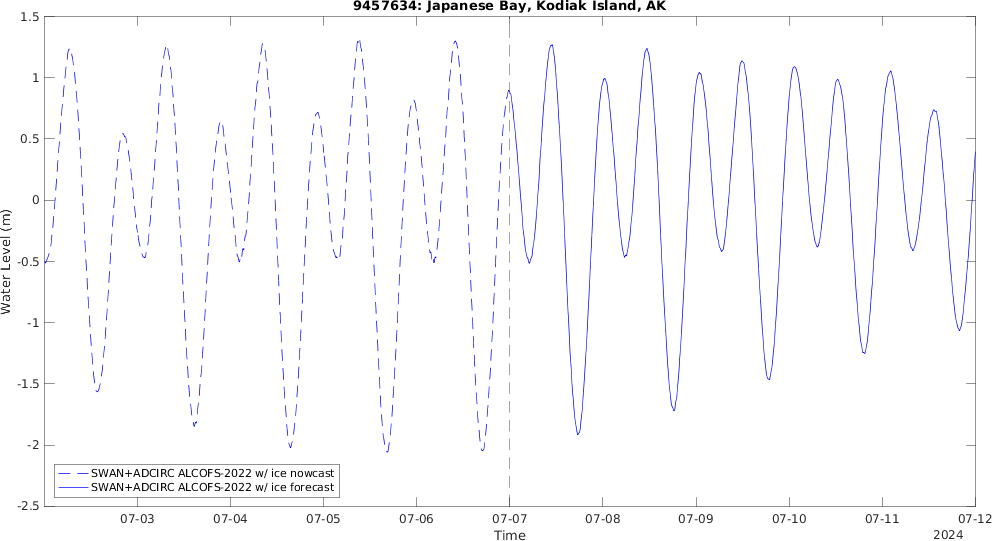 9457634: Japanese Bay, Kodiak Island, AK
1.5
1
0.5
0
-0.5
-1
-1.5
-2
-2.5
Water Level (m)
SWAN+ADCIRC ALCOFS-2022 w/ ice nowcast
SWAN+ADCIRC ALCOFS-2022 w/ ice forecast
07-03 07-04 07-05 07-06 07-07 07-08 07-09 07-10 07-11 07-12
Time
2024